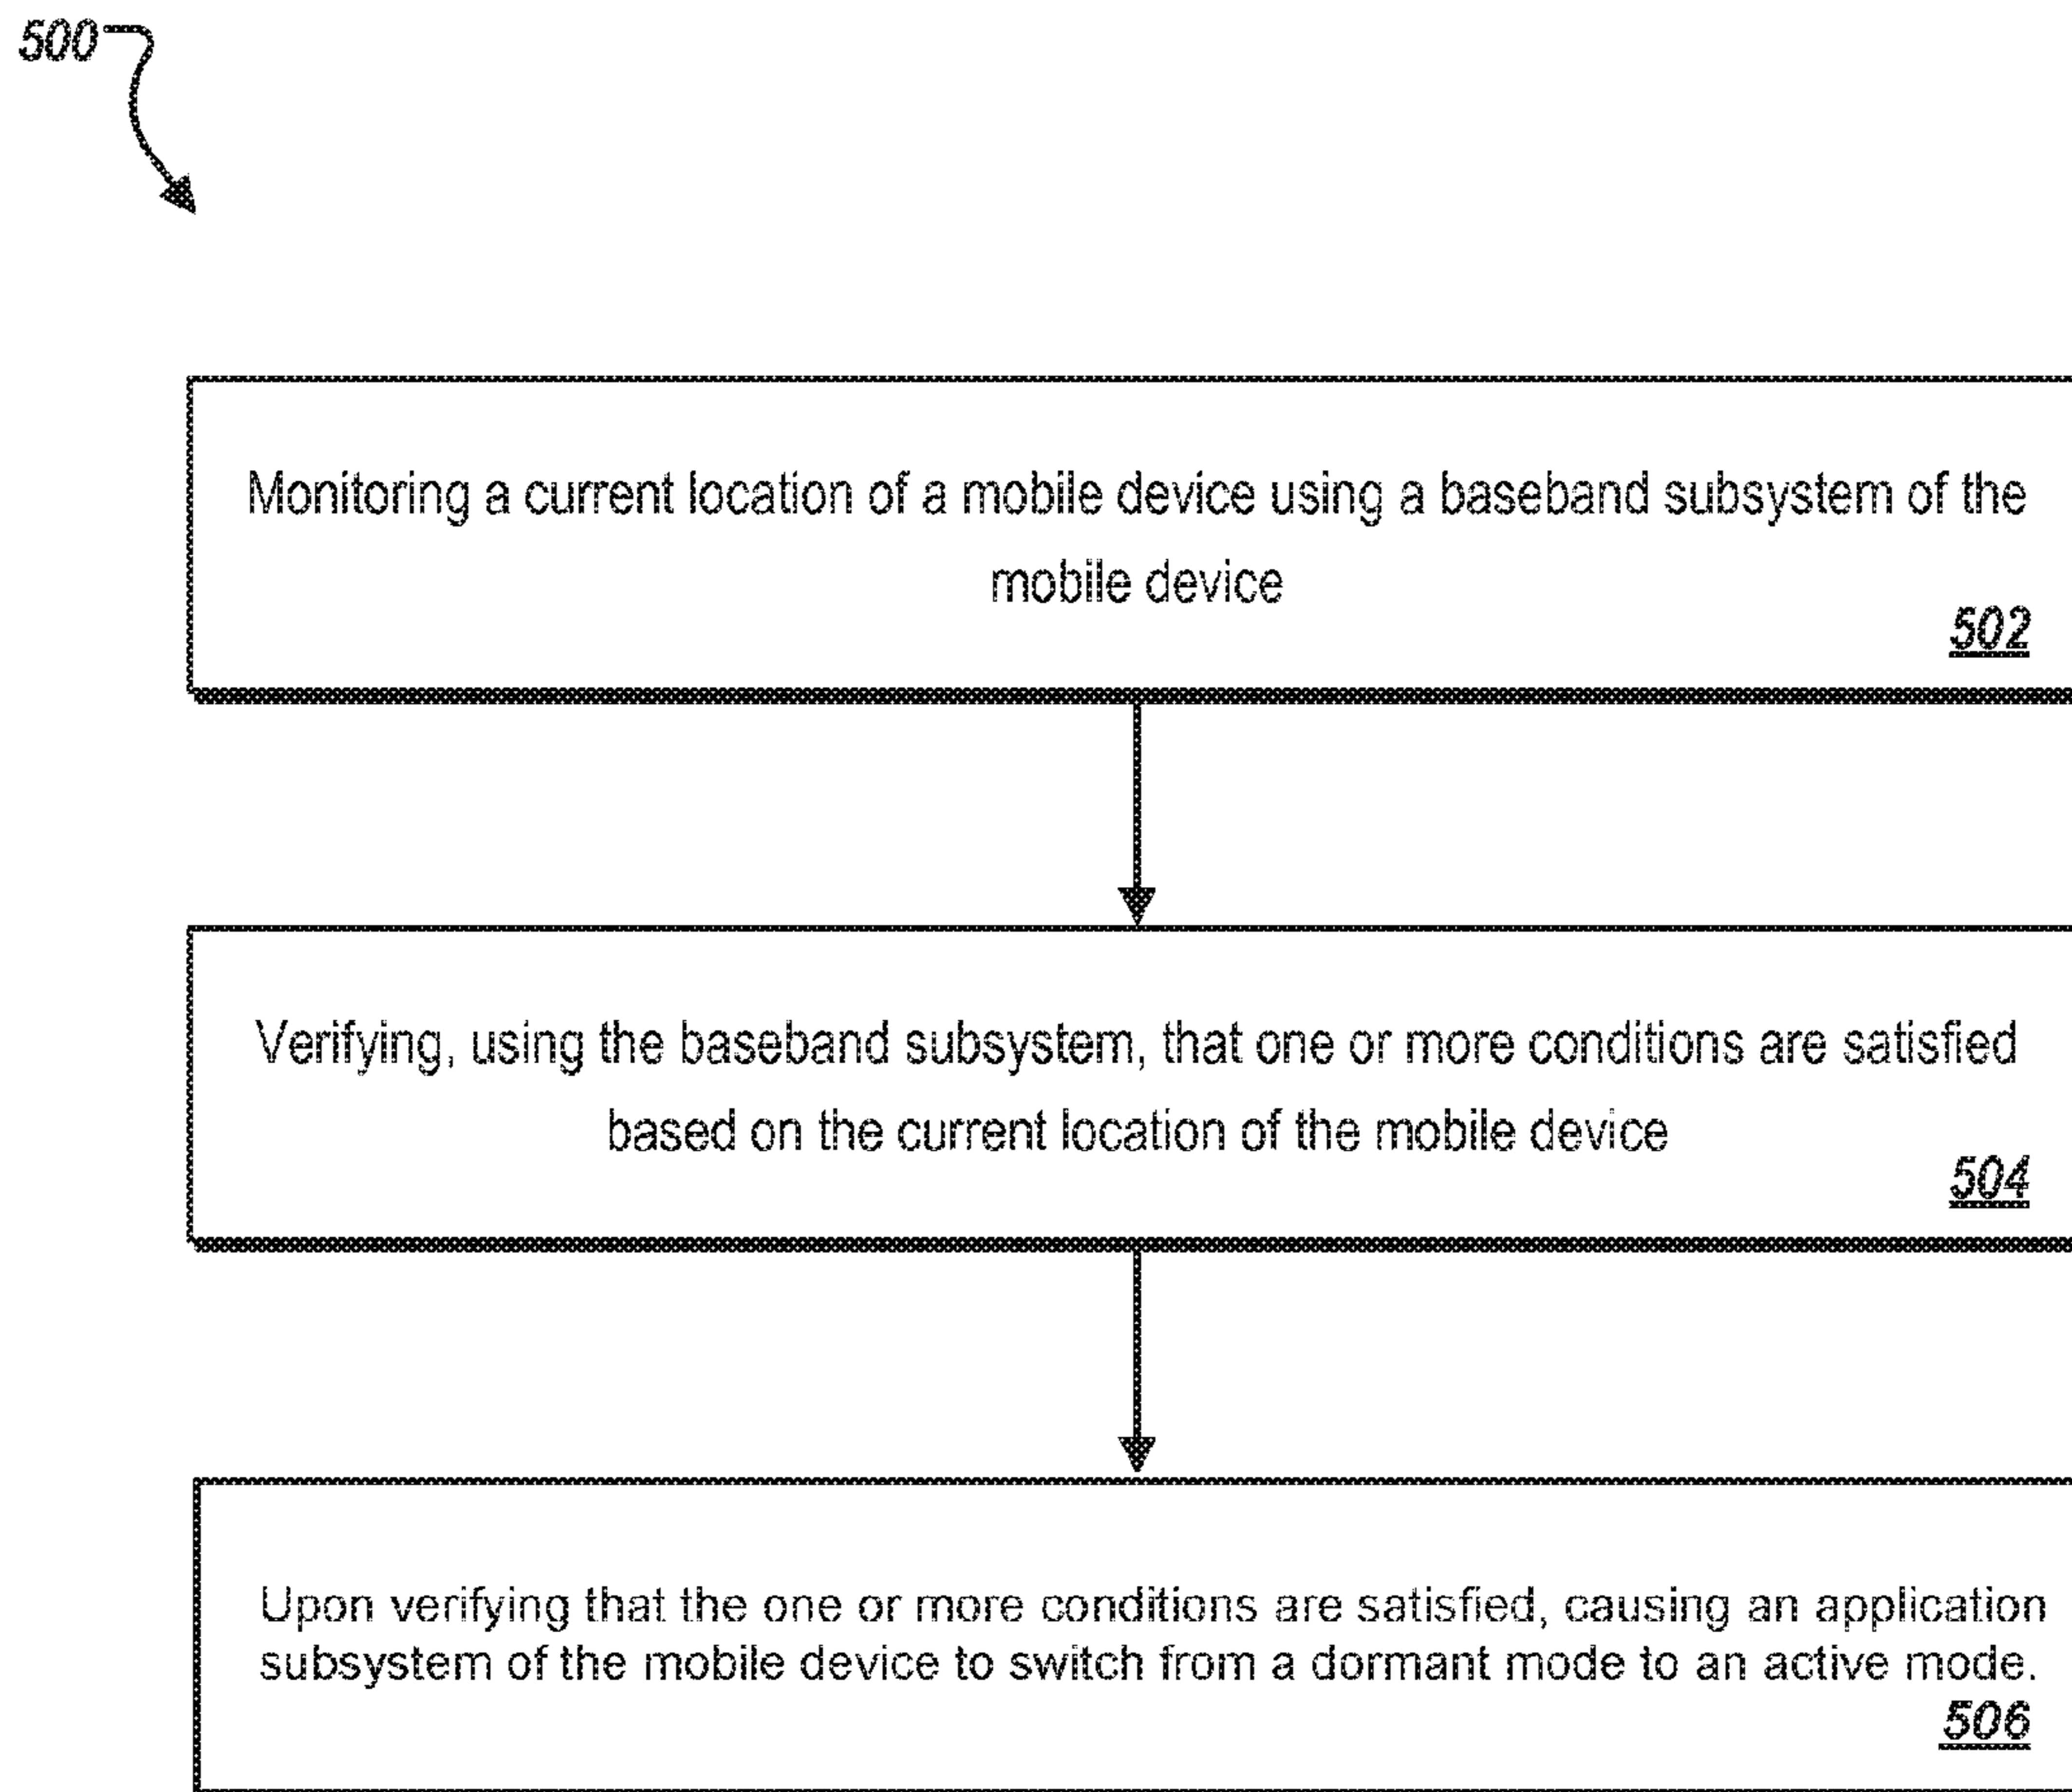 500
Monitoring a current location of a mobile device using a baseband subsystem of the
mobile device
502
Verifying, using the baseband subsystem, that one or more conditions are satisfied
based on the current location of the mobile device
504
Upon verifying that the one or more conditions are satisfied, causing an application
subsystem of the mobile device to switch from a dormant mode to an active mode.
506